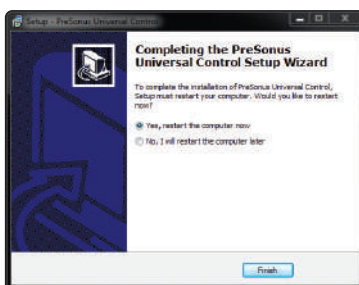 Setup - PreSonus Universal Control
Completing the PreSonus
Universal Control Setup Wizard
To complete the installation of PreSonus Universal Control,
Setup must restart your computer. Would you like to restart
now?
Yes, restart the computer now
No, I will restart the computer later
Finish